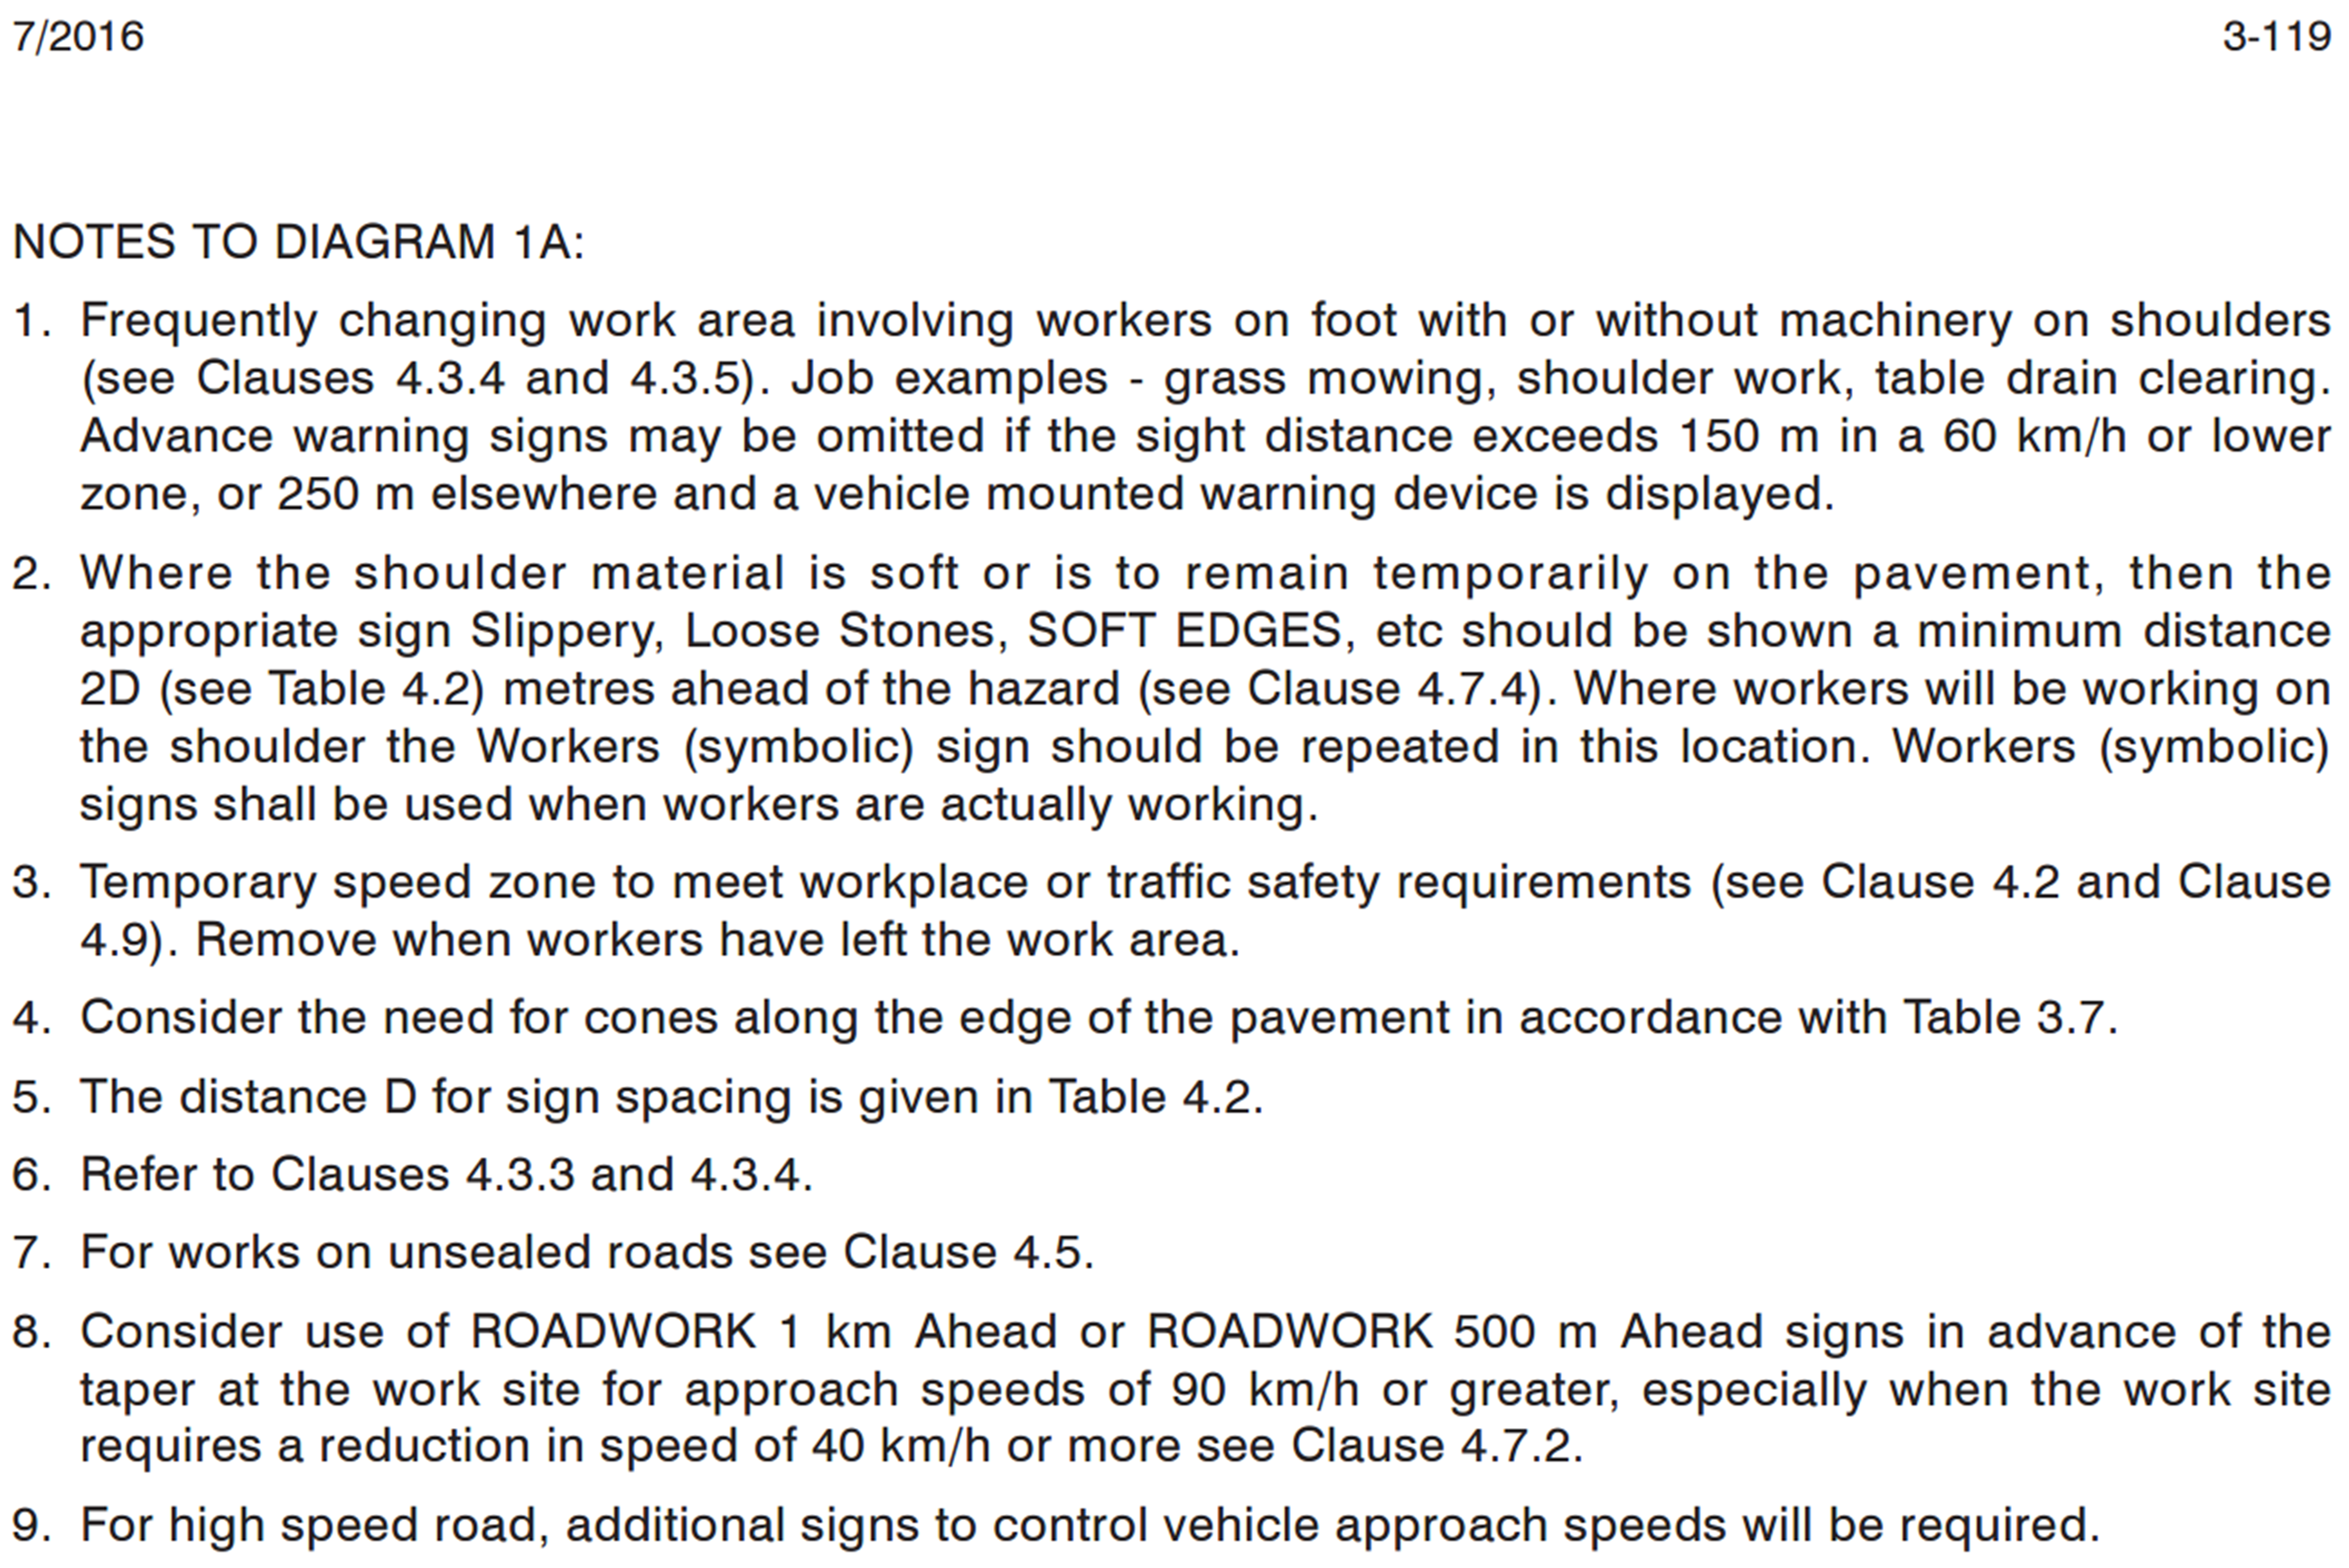 7/2016
3-119
NOTES TO DIAGRAM 1A:
1. Frequently changing work area involving workers on foot with or without machinery on shoulders
(see Clauses 4.3.4 and 4.3.5). Job examples - grass mowing, shoulder work, table drain clearing.
Advance warning signs may be omitted if the sight distance exceeds 150 m in a 60 km/h or lower
zone, or 250 m elsewhere and a vehicle mounted warning device is displayed.
2. Where the shoulder material is soft or is to remain temporarily on the pavement, then the
appropriate sign Slippery, Loose Stones, SOFT EDGES, etc should be shown a minimum distance
2D (see Table 4.2) metres ahead of the hazard (see Clause 4.7.4). Where workers will be working on
the shoulder the Workers (symbolic) sign should be repeated in this location. Workers (symbolic)
signs shall be used when workers are actually working.
3. Temporary speed zone to meet workplace or traffic safety requirements (see Clause 4.2 and Clause
4.9). Remove when workers have left the work area.
4. Consider the need for cones along the edge of the pavement in accordance with Table 3.7.
5. The distance D for sign spacing is given in Table 4.2.
6. Refer to Clauses 4.3.3 and 4.3.4.
7. For works on unsealed roads see Clause 4.5.
8. Consider use of ROADWORK 1 km Ahead or ROADWORK 500 m Ahead signs in advance of the
taper at the work site for approach speeds of 90 km/h or greater, especially when the work site
requires a reduction in speed of 40 km/h or more see Clause 4.7.2.
9. For high speed road, additional signs to control vehicle approach speeds will be required.